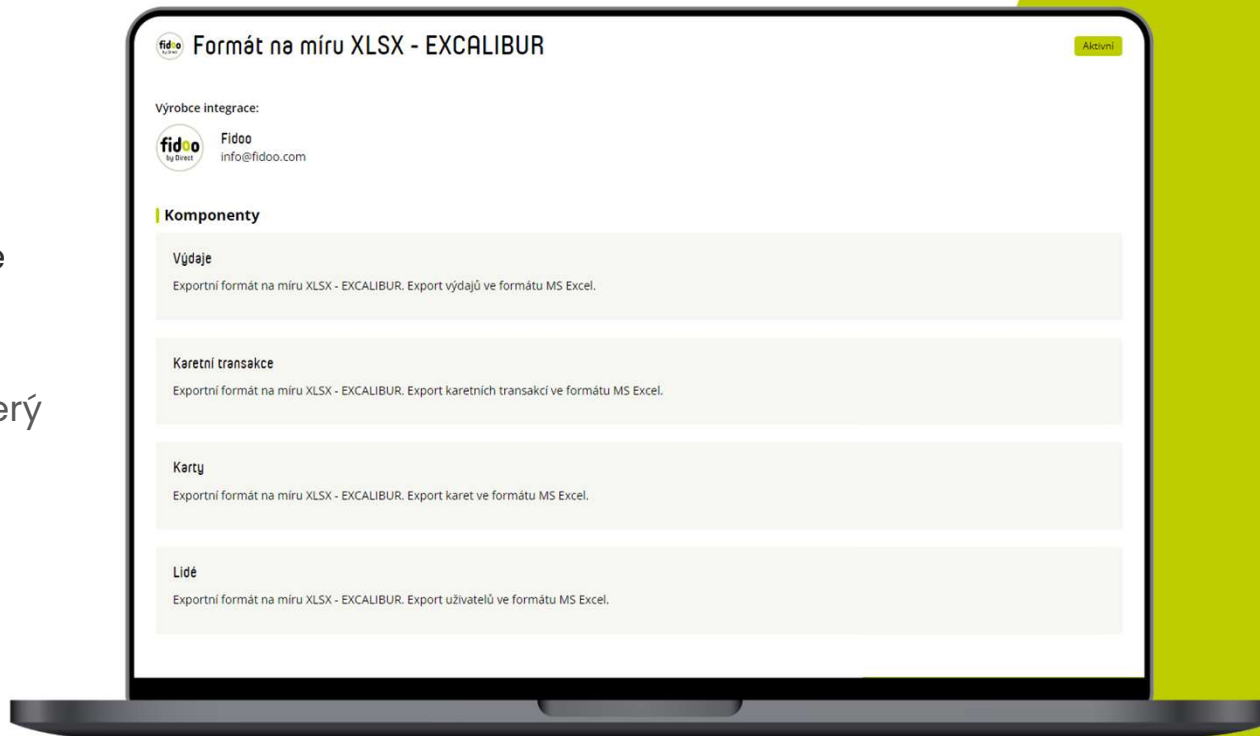 Formát na míru XLSX - EXCALIBUR
Aktivní
Výrobce integrace:
fidoo
by Direct
Fidoo
info@fidoo.com
Komponenty
Výdaje
Exportní formát na míru XLSX - EXCALIBUR. Export výdajů ve formátu MS Excel.
Karetní transakce
Exportní formát na míru XLSX - EXCALIBUR. Export karetních transakcí ve formátu MS Excel.
Karty
Exportní formát na míru XLSX - EXCALIBUR. Export karet ve formátu MS Excel.
Lidé
Exportní formát na míru XLSX - EXCALIBUR. Export uživatelů ve formátu MS Excel.